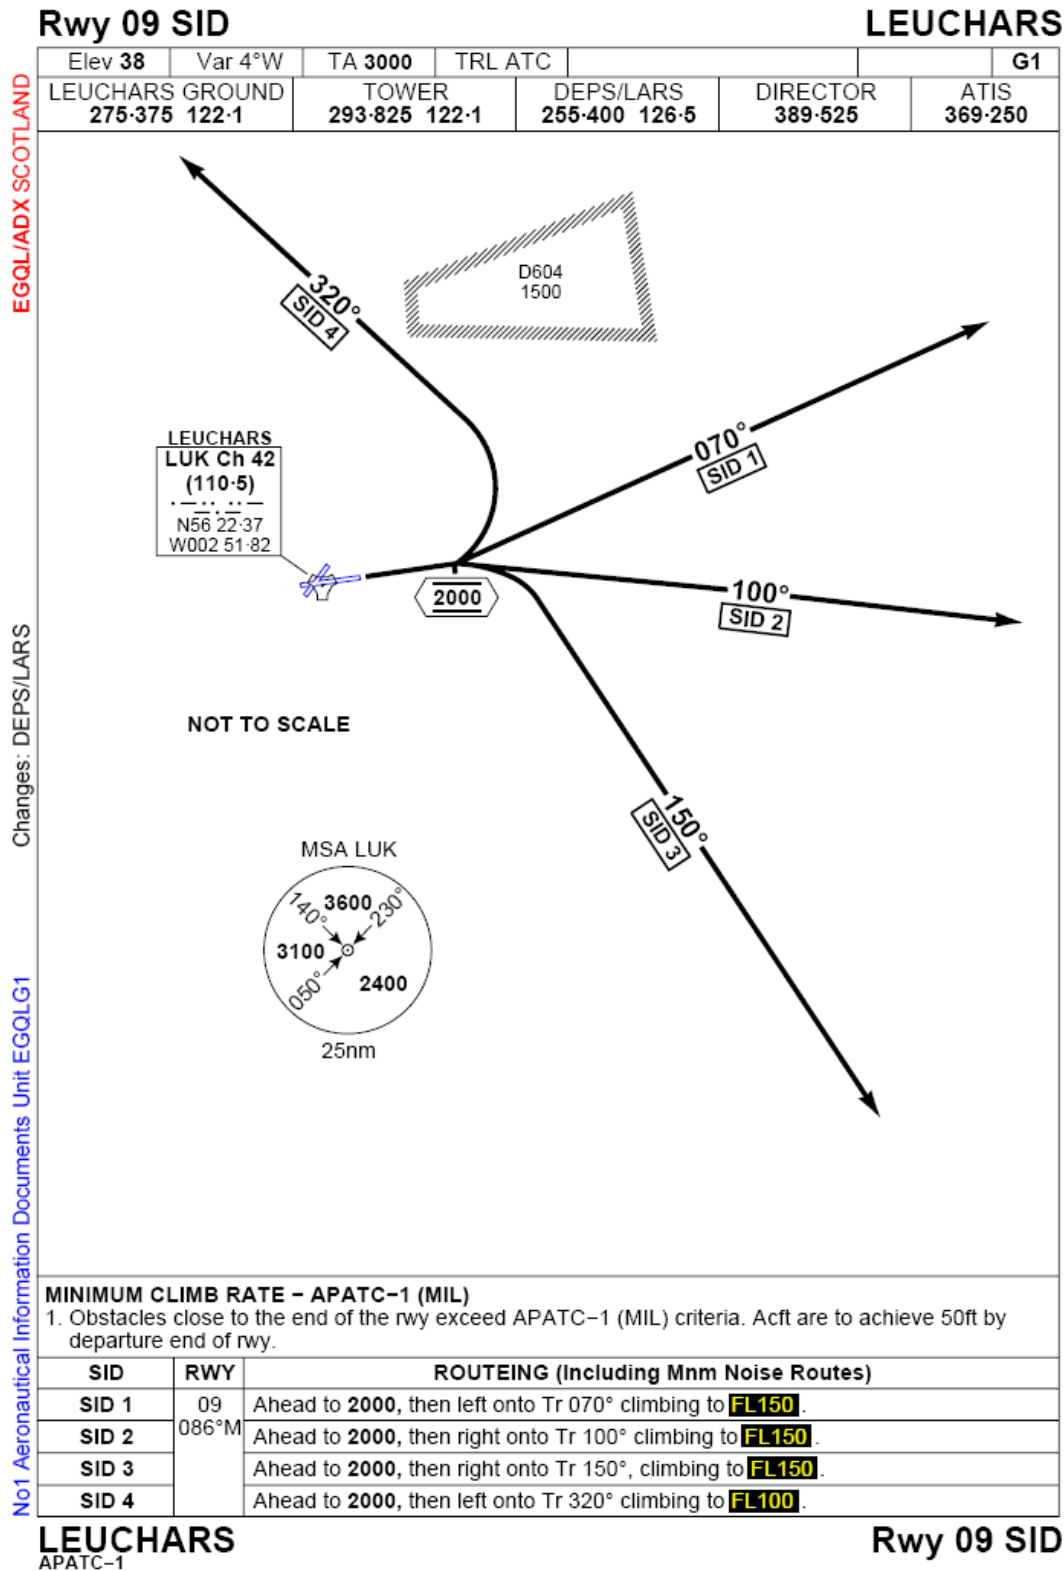 Rwy 09 SID LEUCHARS
Elev 38 Var 4°W TA 3000 TRL ATC G1
LEUCHARS GROUND TOWER DEPS/LARS DIRECTOR ATIS
275·375 122·1 293·825 122·1 255·400 126·5 389·525 369·250
EGQL/ADX SCOTLAND
Changes: DEPS/LARS
No1 Aeronautical Information Documents Unit EGQLG1
D604
1500
320°
SID 4
070°
SID 1
LEUCHARS
LUK Ch 42
(110·5)
N56 22·37
W002 51·82
2000
100°
SID 2
NOT TO SCALE
150°
SID 3
MSA LUK
3600
140°
230°
3100
050°
2400
25nm
MINIMUM CLIMB RATE – APATC–1 (MIL)
1. Obstacles close to the end of the rwy exceed APATC–1 (MIL) criteria. Acft are to achieve 50ft by
departure end of rwy.
SID RWY ROUTEING (Including Mnm Noise Routes)
SID 1 09 Ahead to 2000, then left onto Tr 070° climbing to FL150.
086°M
SID 2 Ahead to 2000, then right onto Tr 100° climbing to FL150.
SID 3 Ahead to 2000, then right onto Tr 150°, climbing to FL150.
SID 4 Ahead to 2000, then left onto Tr 320° climbing to FL100.
LEUCHARS Rwy 09 SID
APATC–1